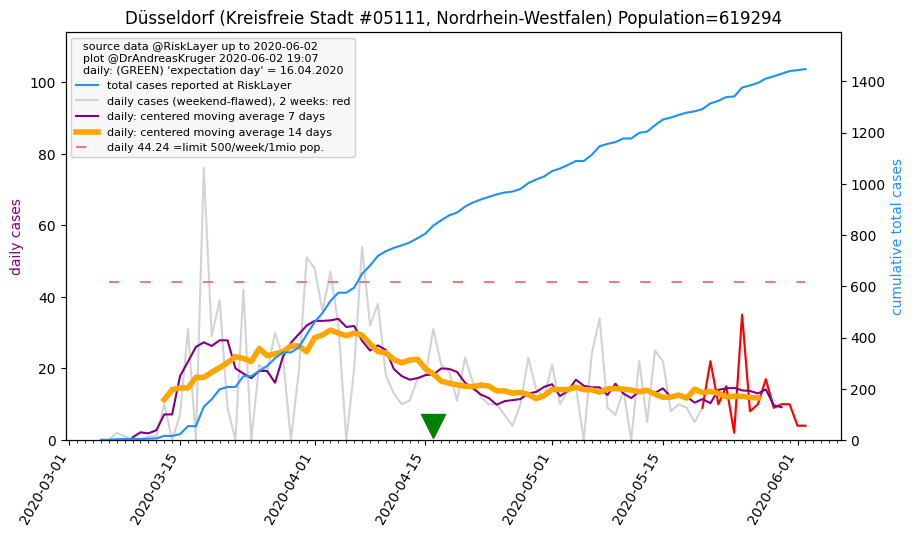 Düsseldorf (Kreisfreie Stadt #05111, Nordrhein-Westfalen) Population=619294
source data @RiskLayer up to 2020-06-02
plot @DrAndreasKruger 2020-06-02 19:07
daily: (GREEN) 'expectation day' = 16.04.2020
total cases reported at RiskLayer
daily cases (weekend-flawed), 2 weeks: red
daily: centered moving average 7 days
daily: centered moving average 14 days
daily 44.24 =limit 500/week/1mio pop.
daily cases
100
80
60
40
20
0
cumulative total cases
1400
1200
1000
800
600
400
200
0
2020-03-01
2020-03-15
2020-04-01
2020-04-15
2020-05-01
2020-05-15
2020-06-01